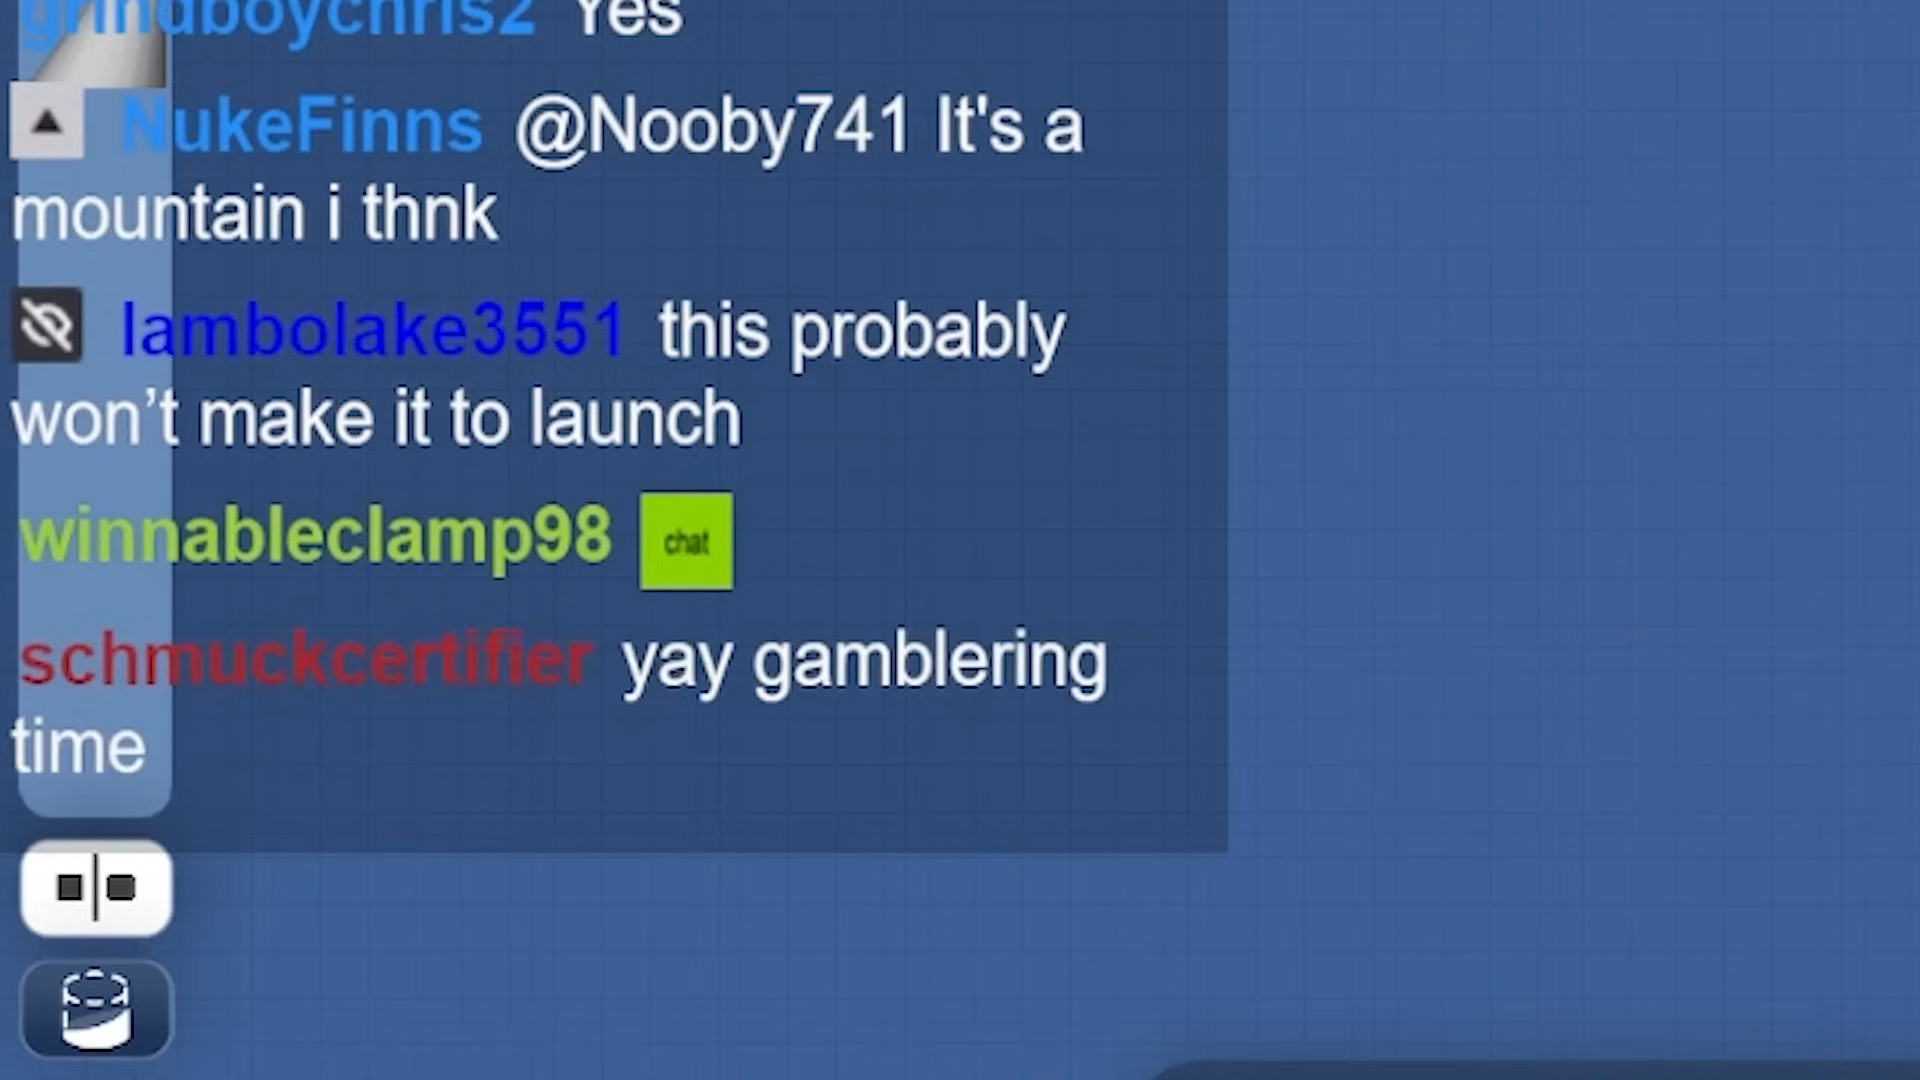 grindboychris2 Yes
NukeFinns @Nooby741 It's a
mountain i thnk
lambolake3551 this probably
won’t make it to launch
winnableclamp98 chat
schmuckcertifier yay gamblering
time